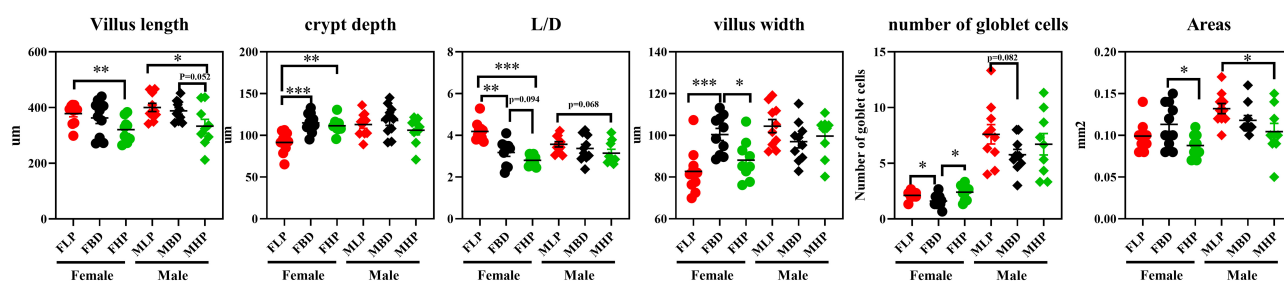 Villus length
crypt depth
L/D
villus width
number of globlet cells
Areas
600
400
200
0
um
**
*
P=0.052
FLP
FBD
FHP
MLP
MBD
MHP
Female
Male
200
150
100
50
0
um
**
***
FLP
FBD
FHP
MLP
MBD
MHP
Female
Male
8
6
4
2
0
***
**
p=0.094
p=0.068
FLP
FBD
FHP
MLP
MBD
MHP
Female
Male
140
120
100
80
60
um
***
*
FLP
FBD
FHP
MLP
MBD
MHP
Female
Male
15
10
5
0
Number of goblet cells
p=0.082
*
*
FLP
FBD
FHP
MLP
MBD
MHP
Female
Male
0.20
0.15
0.10
0.05
0.00
mm2
*
*
FLP
FBD
FHP
MLP
MBD
MHP
Female
Male